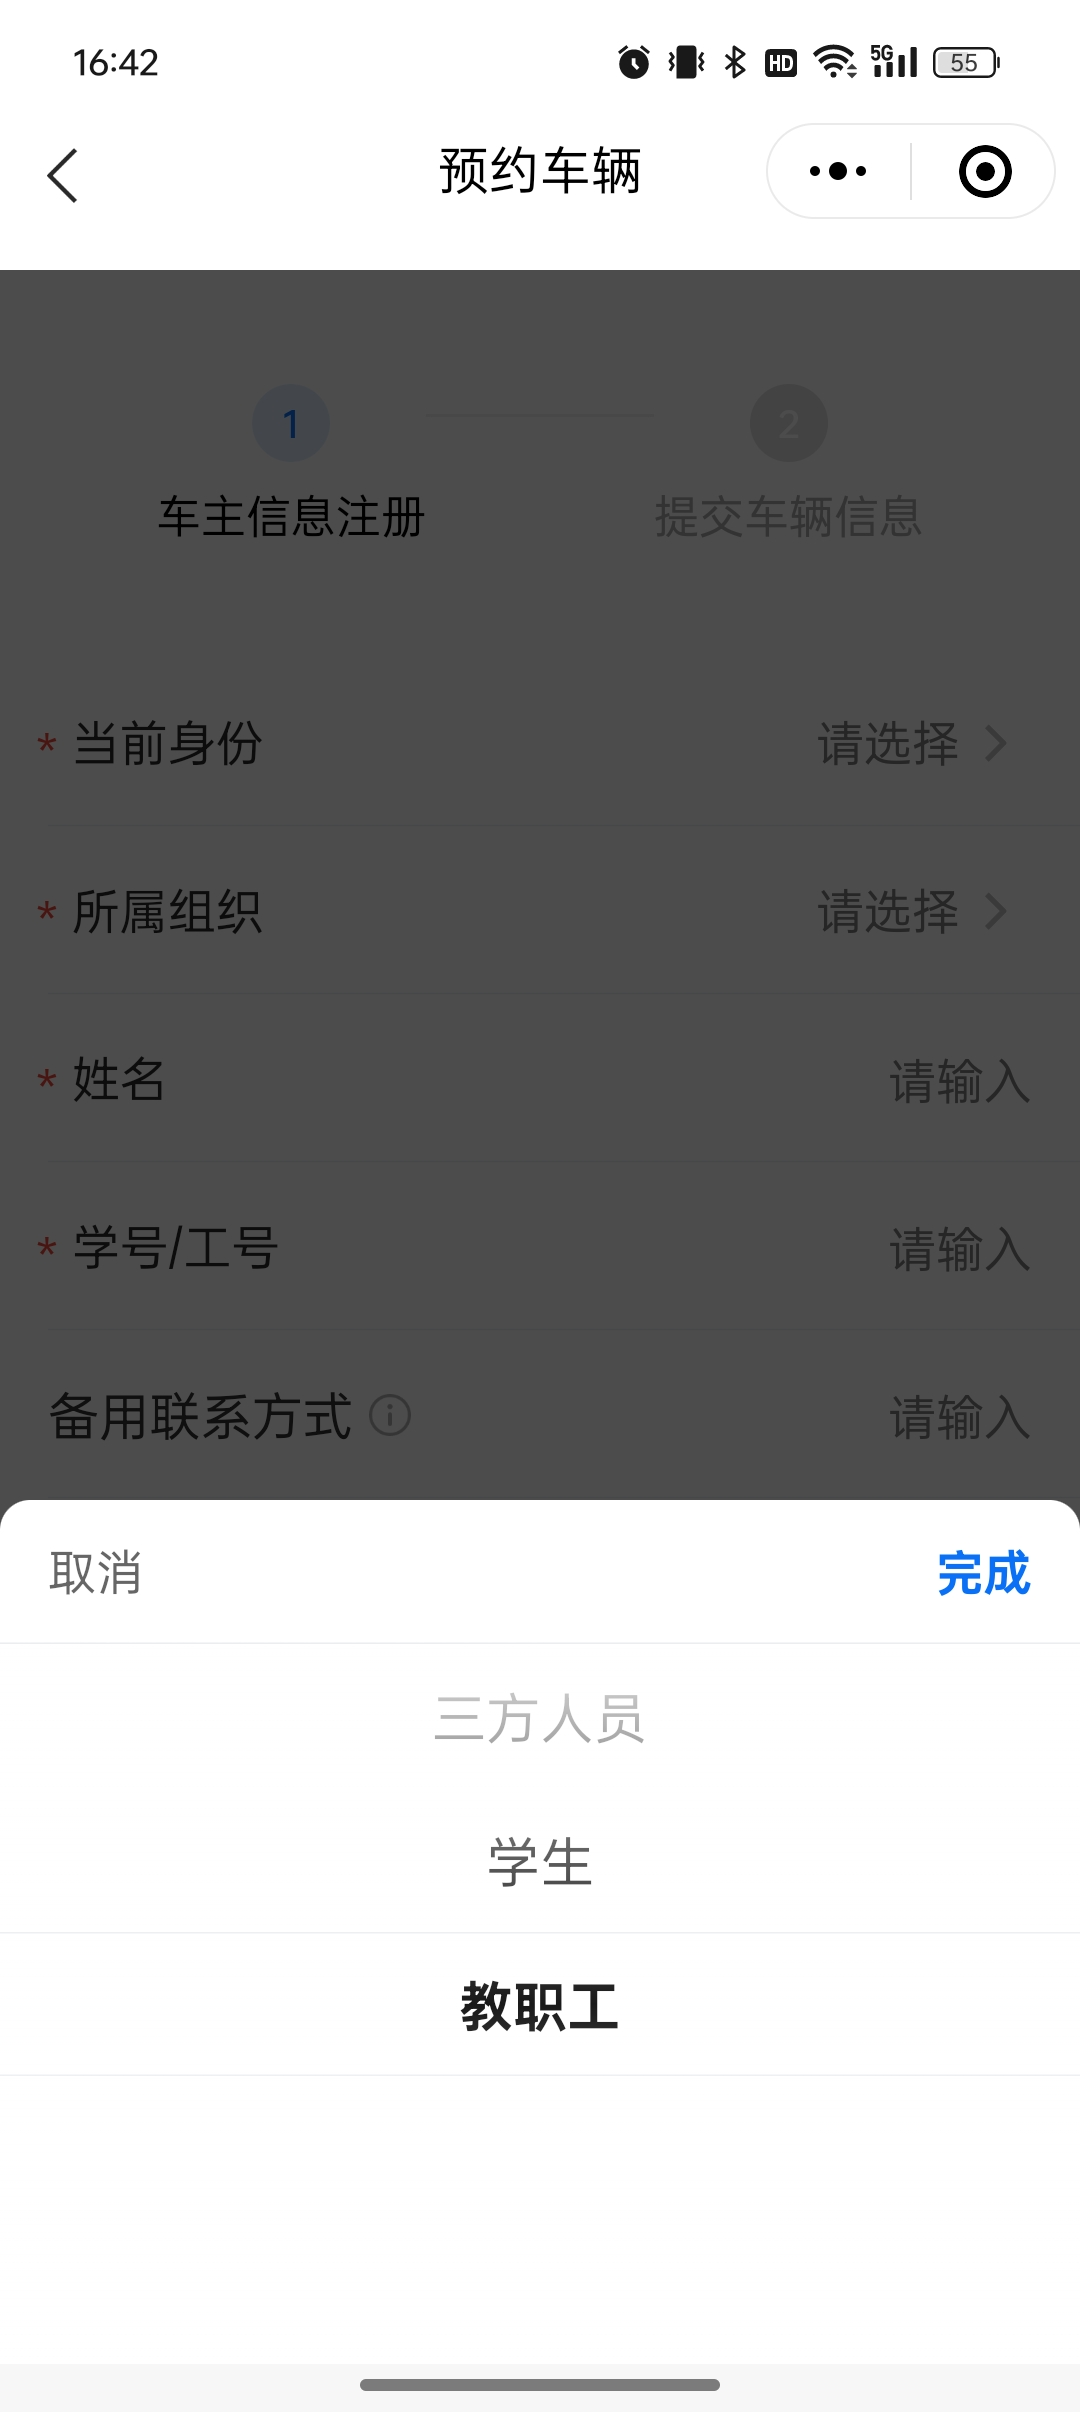 16:42 HD 5G 55
预约车辆
1 2
车主信息注册 提交车辆信息
* 当前身份 请选择
* 所属组织 请选择
* 姓名 请输入
* 学号/工号 请输入
备用联系方式 请输入
取消 完成
三方人员
学生
教职工